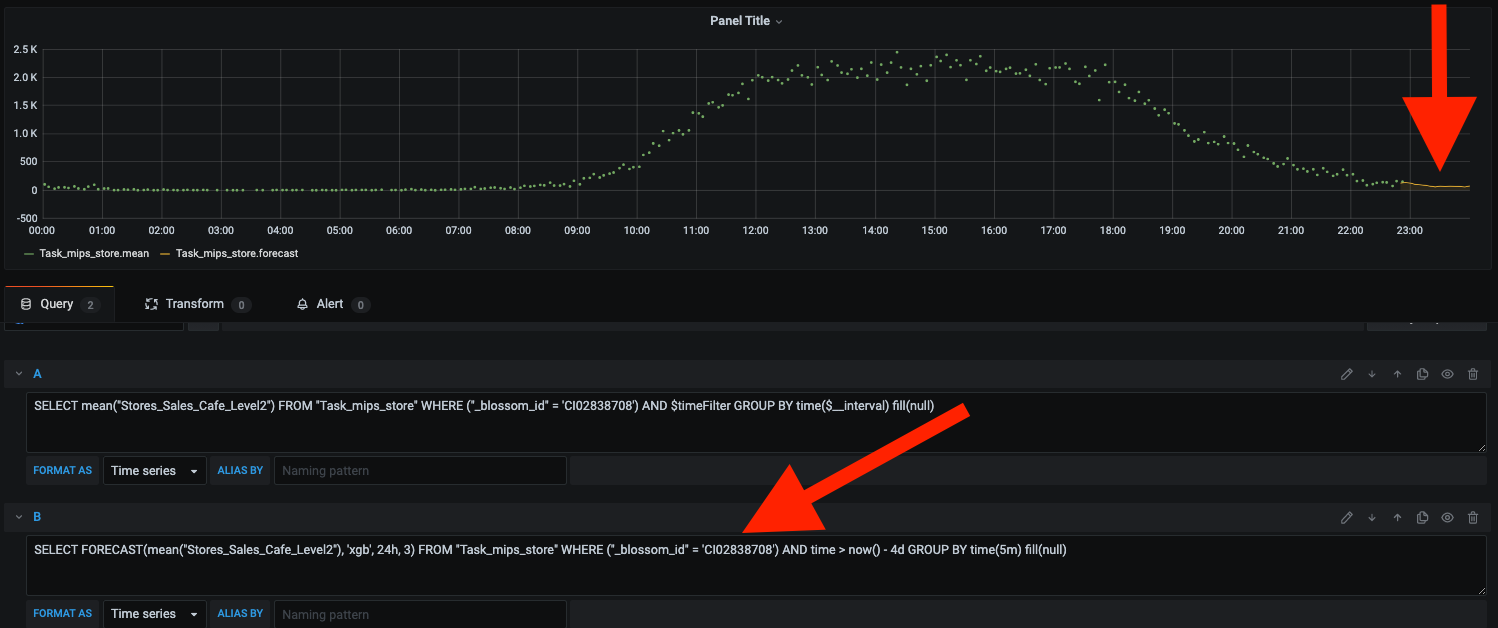 Panel Title
2.5 K
2.0 K
1.5 K
1.0 K
500
0
-500
00:00 01:00 02:00 03:00 04:00 05:00 06:00 07:00 08:00 09:00 10:00 11:00 12:00 13:00 14:00 15:00 16:00 17:00 18:00 19:00 20:00 21:00 22:00 23:00
Task_mips_store.mean Task_mips_store.forecast
Query 2 Transform 0 Alert 0
A
SELECT mean("Stores_Sales_Cafe_Level2") FROM "Task_mips_store" WHERE ("_blossom_id" = 'CI02838708') AND $timeFilter GROUP BY time($__interval) fill(null)
FORMAT AS Time series ALIAS BY Naming pattern
B
SELECT FORECAST(mean("Stores_Sales_Cafe_Level2"), 'xgb', 24h, 3) FROM "Task_mips_store" WHERE ("_blossom_id" = 'CI02838708') AND time > now() - 4d GROUP BY time(5m) fill(null)
FORMAT AS Time series ALIAS BY Naming pattern